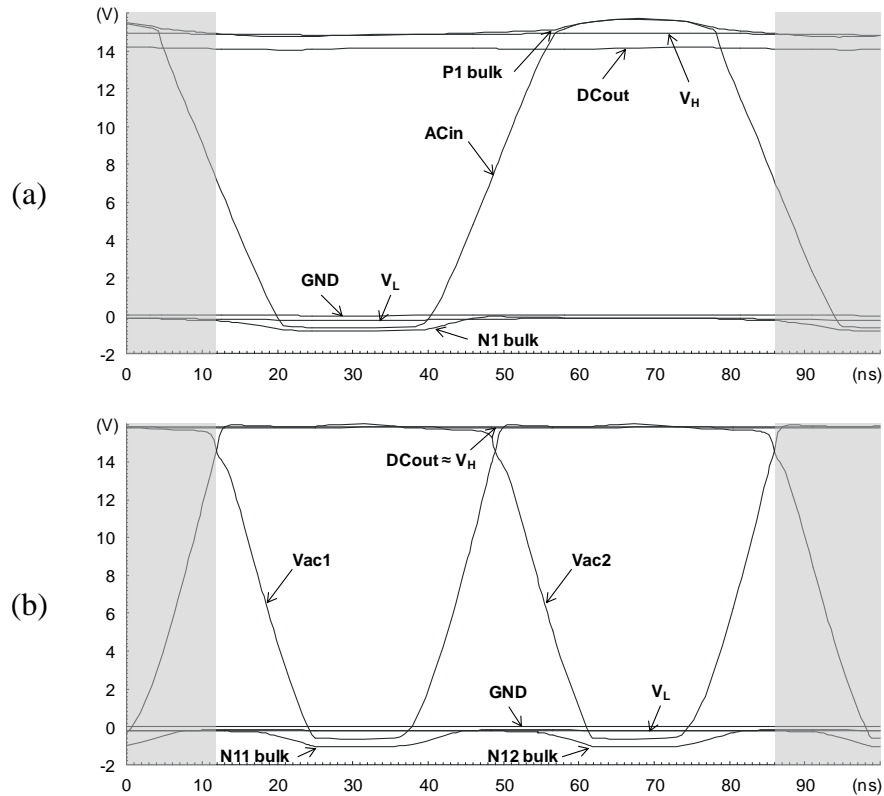 (V)
16
14
12
10
8
6
4
2
0
-2
P1 bulk
DCout
V_H
ACin
GND
V_L
N1 bulk
0 10 20 30 40 50 60 70 80 90 (ns)
(a)
(V)
16
14
12
10
8
6
4
2
0
-2
DCout ≈ V_H
Vac1
Vac2
GND
V_L
N11 bulk
N12 bulk
0 10 20 30 40 50 60 70 80 90 (ns)
(b)